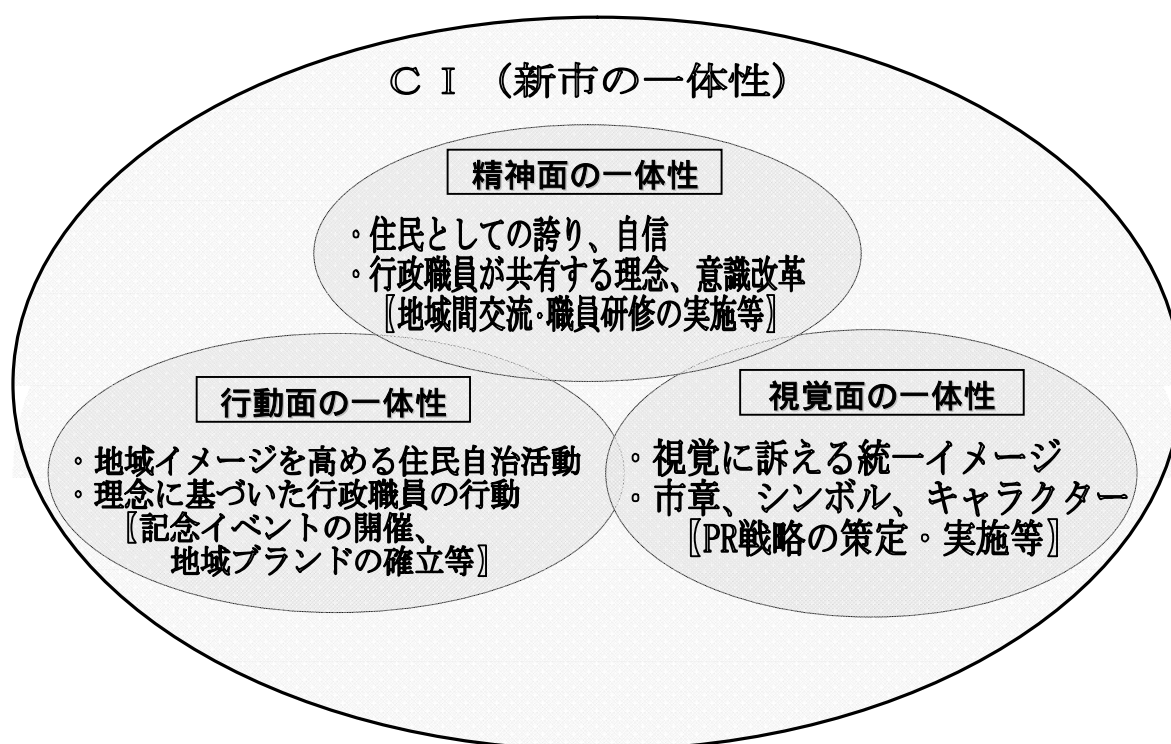 ＣＩ（新市の一体性）
精神面の一体性
・住民としての誇り、自信
・行政職員が共有する理念、意識改革
〖地域間交流・職員研修の実施等〗
行動面の一体性
・地域イメージを高める住民自治活動
・理念に基づいた行政職員の行動
〖記念イベントの開催、
地域ブランドの確立等〗
視覚面の一体性
・視覚に訴える統一イメージ
・市章、シンボル、キャラクター
〖PR戦略の策定・実施等〗